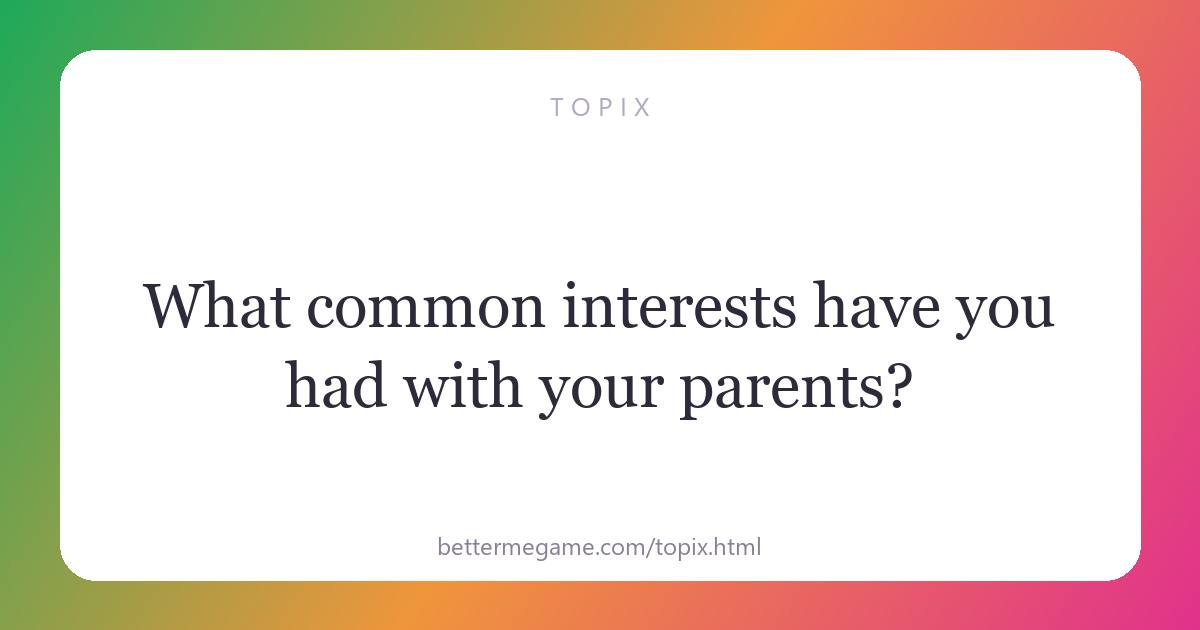 TOPIX
What common interests have you
had with your parents?
bettermegame.com/topix.html